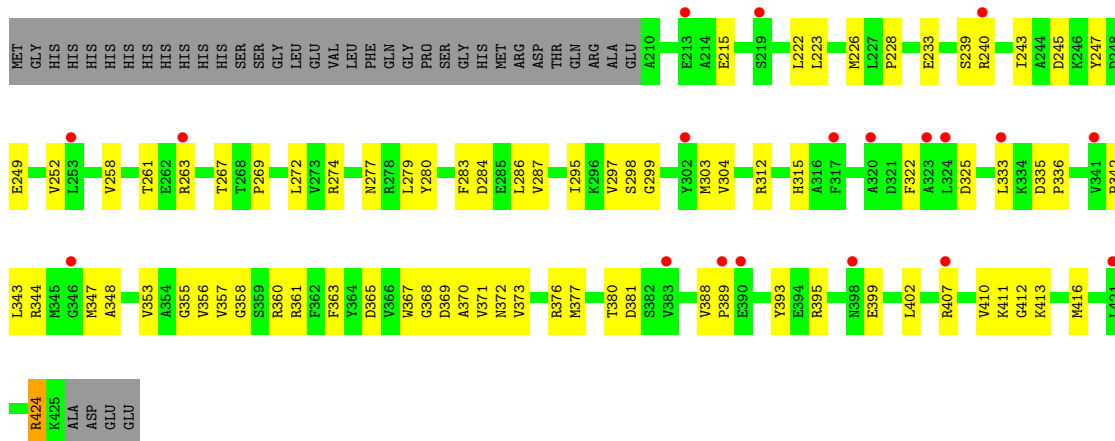 MET GLY HIS HIS HIS HIS HIS HIS HIS HIS HIS HIS SER SER GLY LEU GLU VAL LEU PHE GLN GLY PRO SER GLY HIS MET ARG ASP THR GLN ARG ALA GLU A210 E213 A214 E215 S219 L222 L223 M226 L227 P228 E233 S239 R240 I243 A244 D245 K246 Y247 D248
E249 V252 L253 V258 T261 E262 R263 T267 T268 P269 L272 V273 R274 N277 R278 L279 Y280 F283 D284 E285 L286 V287 I295 K296 V297 S298 G299 Y302 M303 V304 R312 H315 A316 F317 A320 D321 F322 A323 L324 D325 L333 K334 D335 P336 V341
L343 R344 M345 G346 M347 A348 V353 A354 G355 V356 V357 G358 S359 R360 R361 F362 F363 Y364 D365 V366 W367 G368 D369 A370 V371 N372 V373 R376 M377 T380 D381 S382 V383 V388 P389 E390 Y393 E394 R395 N398 E399 L402 R407 V410 K411 G412 K413 M416 L421
R424 K425 ALA ASP GLU GLU